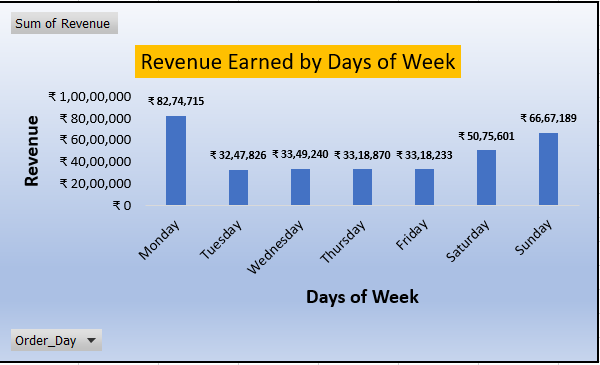 Sum of Revenue
Revenue Earned by Days of Week
Revenue
₹ 1,00,00,000
₹ 80,00,000
₹ 60,00,000
₹ 40,00,000
₹ 20,00,000
₹ 0
₹ 82,74,715
₹ 32,47,826
₹ 33,49,240
₹ 33,18,870
₹ 33,18,233
₹ 50,75,601
₹ 66,67,189
Monday
Tuesday
Wednesday
Thursday
Friday
Saturday
Sunday
Days of Week
Order_Day